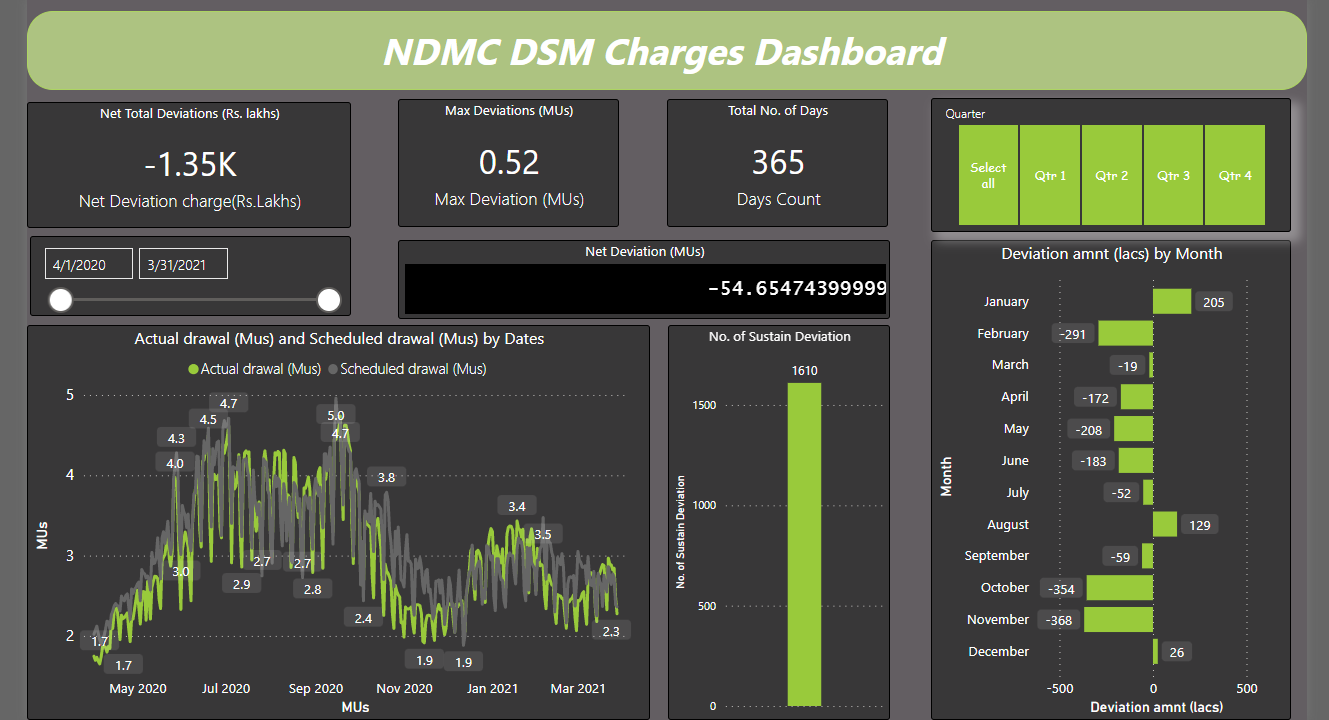 NDMC DSM Charges Dashboard
Net Total Deviations (Rs. lakhs)
-1.35K
Net Deviation charge(Rs.Lakhs)
Max Deviations (MUs)
0.52
Max Deviation (MUs)
Total No. of Days
365
Days Count
Quarter
Select
all
Qtr 1
Qtr 2
Qtr 3
Qtr 4
4/1/2020
3/31/2021
Net Deviation (MUs)
-54.65474399999
Actual drawal (Mus) and Scheduled drawal (Mus) by Dates
Actual drawal (Mus)
Scheduled drawal (Mus)
MUs
5
4
3
2
1.7
1.7
4.3
4.0
3.0
4.5
4.7
2.9
2.7
2.7
2.8
5.0
4.7
2.4
3.8
1.9
1.9
3.4
3.5
2.3
May 2020
Jul 2020
Sep 2020
Nov 2020
Jan 2021
Mar 2021
MUs
No. of Sustain Deviation
No. of Sustain Deviation
1610
1500
1000
500
0
Deviation amnt (lacs) by Month
Month
January 205
February -291
March -19
April -172
May -208
June -183
July -52
August 129
September -59
October -354
November -368
December 26
-500
0
500
Deviation amnt (lacs)